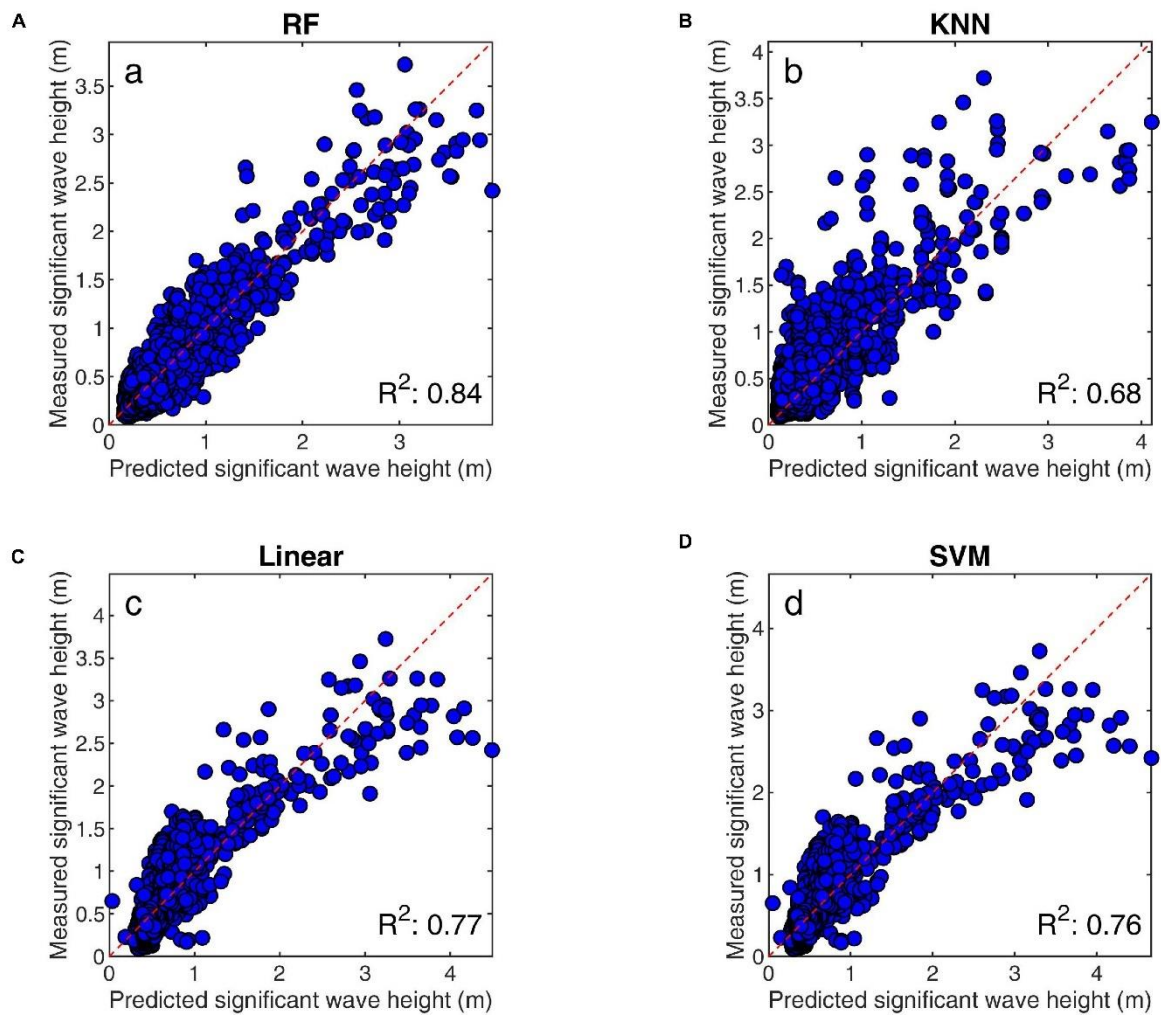 A
RF
Measured significant wave height (m)
a
3.5
3
2.5
2
1.5
1
0.5
0
0
1
2
3
R²: 0.84
Predicted significant wave height (m)
B
KNN
Measured significant wave height (m)
b
4
3.5
3
2.5
2
1.5
1
0.5
0
0
1
2
3
4
R²: 0.68
Predicted significant wave height (m)
C
Linear
Measured significant wave height (m)
c
4
3.5
3
2.5
2
1.5
1
0.5
0
0
1
2
3
4
R²: 0.77
Predicted significant wave height (m)
D
SVM
Measured significant wave height (m)
d
4
3
2
1
0
0
1
2
3
4
R²: 0.76
Predicted significant wave height (m)